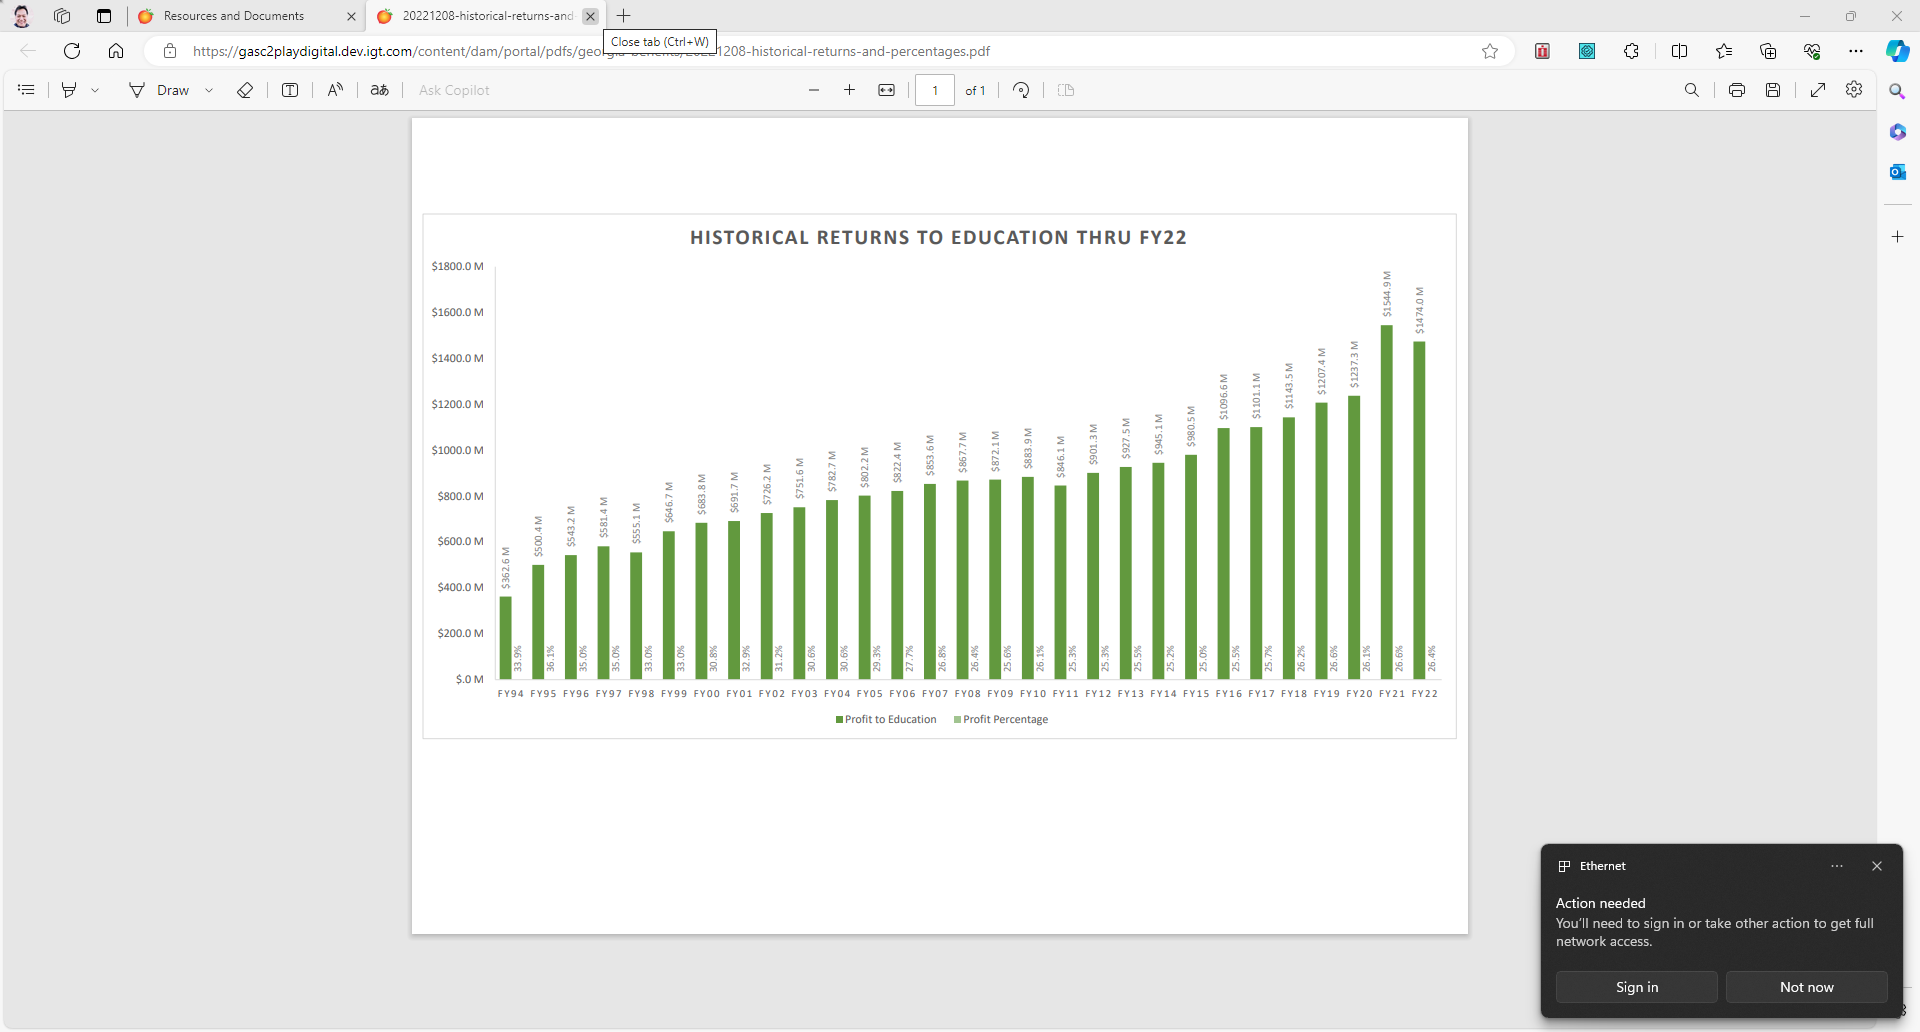 Resources and Documents
20221208-historical-returns-and-
Close tab (Ctrl+W)
https://gasc2playdigital.dev.igt.com/content/dam/portal/pdfs/georgia-benefits/20221208-historical-returns-and-percentages.pdf
Draw
Ask Copilot
1 of 1
HISTORICAL RETURNS TO EDUCATION THRU FY22
$1800.0 M
$1600.0 M
$1400.0 M
$1200.0 M
$1000.0 M
$800.0 M
$600.0 M
$400.0 M
$200.0 M
$.0 M
$362.6 M
$500.4 M
$543.2 M
$581.4 M
$555.1 M
$646.7 M
$683.8 M
$691.7 M
$726.2 M
$751.6 M
$782.7 M
$802.2 M
$822.4 M
$853.6 M
$867.7 M
$872.1 M
$883.9 M
$846.1 M
$901.3 M
$927.5 M
$945.1 M
$980.5 M
$1096.6 M
$1101.1 M
$1143.5 M
$1207.4 M
$1237.3 M
$1544.9 M
$1474.0 M
33.9%
36.1%
35.0%
35.0%
33.0%
33.0%
30.8%
32.9%
31.2%
30.6%
30.6%
29.3%
27.7%
26.8%
26.4%
25.6%
26.1%
25.3%
25.3%
25.5%
25.2%
25.0%
25.5%
25.7%
26.2%
26.6%
26.1%
26.6%
26.4%
FY94 FY95 FY96 FY97 FY98 FY99 FY00 FY01 FY02 FY03 FY04 FY05 FY06 FY07 FY08 FY09 FY10 FY11 FY12 FY13 FY14 FY15 FY16 FY17 FY18 FY19 FY20 FY21 FY22
Profit to Education Profit Percentage
Ethernet
Action needed
You'll need to sign in or take other action to get full
network access.
Sign in
Not now